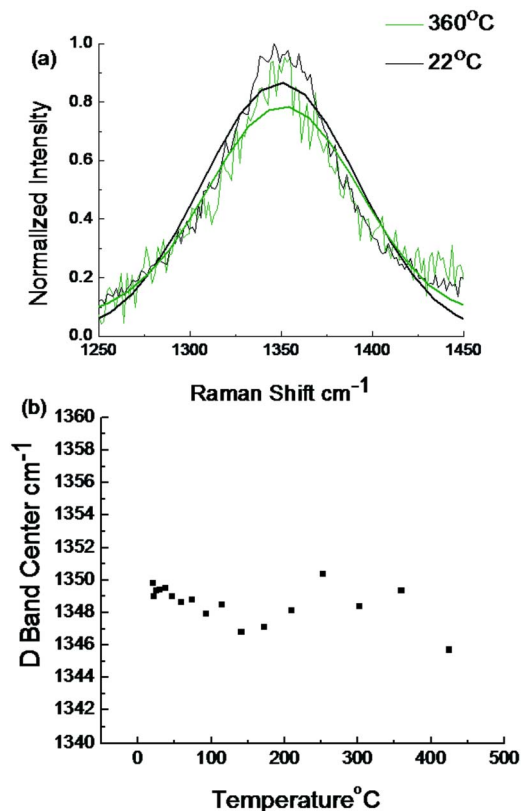 360°C
22°C
(a)
1.0
0.8
0.6
0.4
0.2
0.0
Normalized Intensity
1250 1300 1350 1400 1450
Raman Shift cm⁻¹
(b)
1360
1358
1356
1354
1352
1350
1348
1346
1344
1342
1340
D Band Center cm⁻¹
0 100 200 300 400 500
Temperature°C